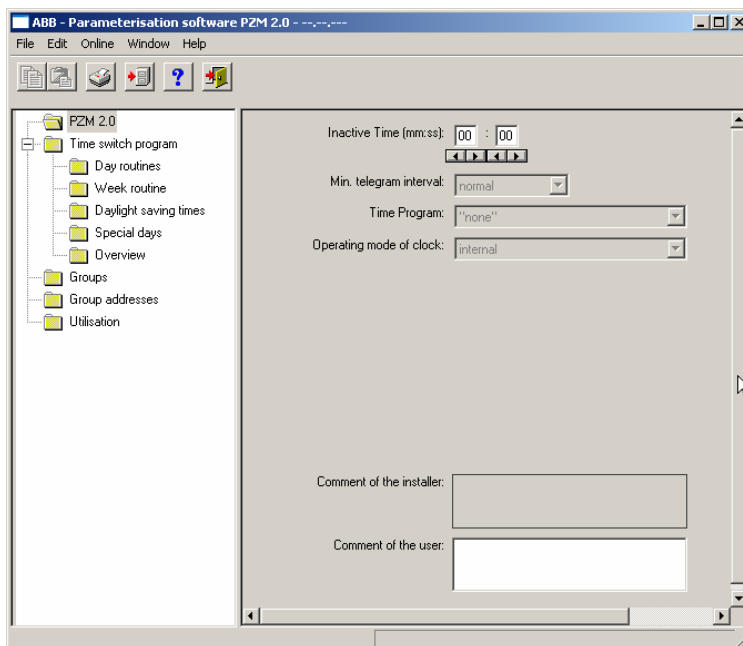 ABB - Parameterisation software PZM 2.0 - --.--.---
File Edit Online Window Help
?
PZM 2.0
Time switch program
Day routines
Week routine
Daylight saving times
Special days
Overview
Groups
Group addresses
Utilisation
Inactive Time (mm:ss): 00 : 00
Min. telegram interval: normal
Time Program: "none"
Operating mode of clock: internal
Comment of the installer:
Comment of the user: